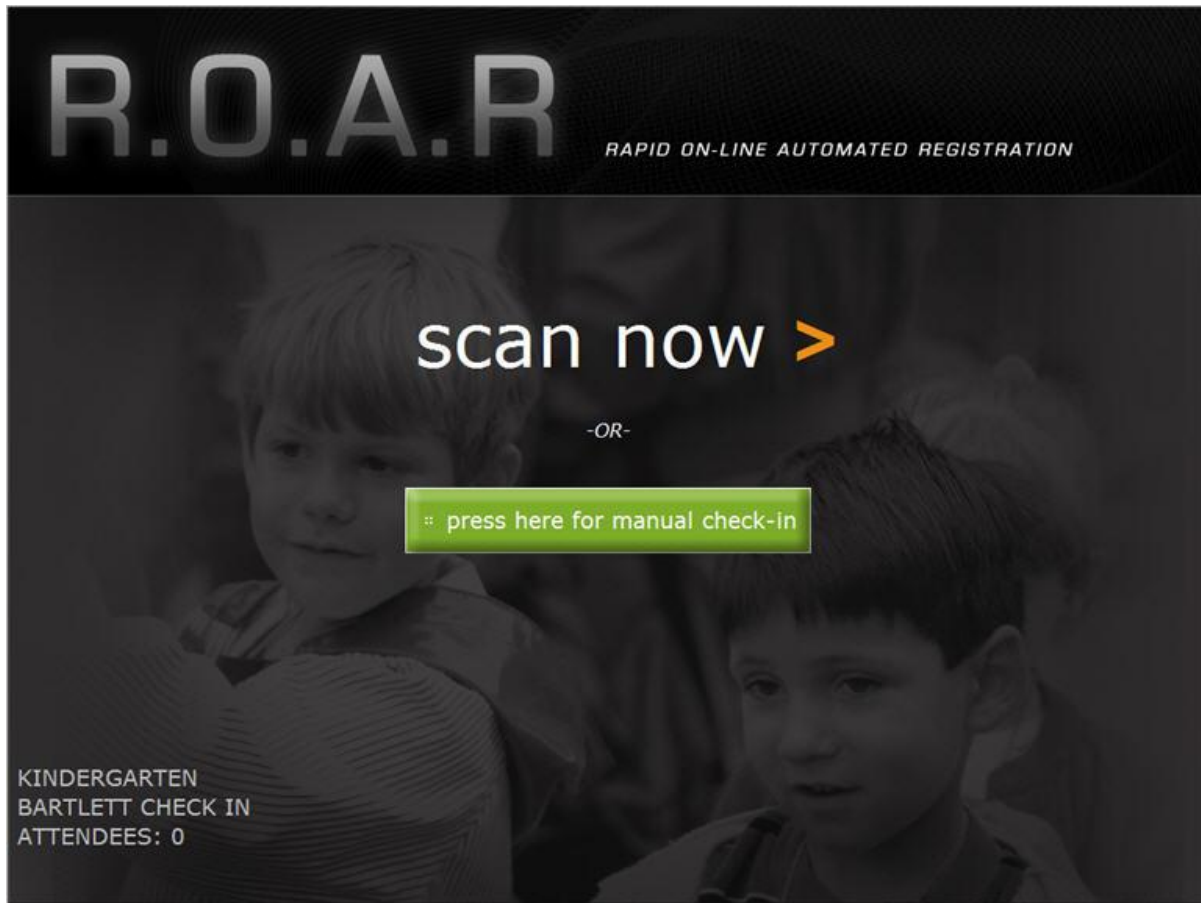 R.O.A.R
RAPID ON-LINE AUTOMATED REGISTRATION
scan now >
-OR-
press here for manual check-in
KINDERGARTEN
BARTLETT CHECK IN
ATTENDEES: 0